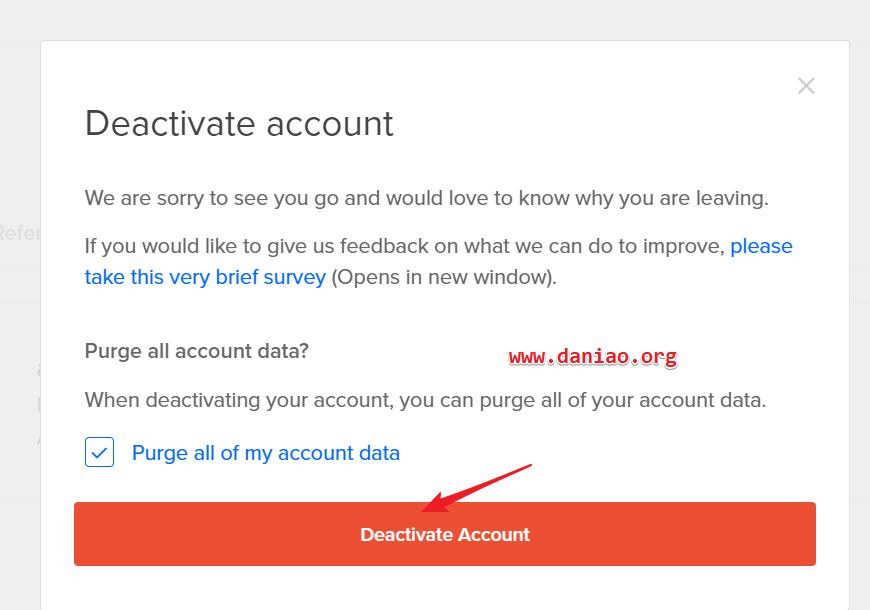 Deactivate account
We are sorry to see you go and would love to know why you are leaving.
If you would like to give us feedback on what we can do to improve, please
take this very brief survey (Opens in new window).
Purge all account data?
www.daniao.org
When deactivating your account, you can purge all of your account data.
Purge all of my account data
Deactivate Account